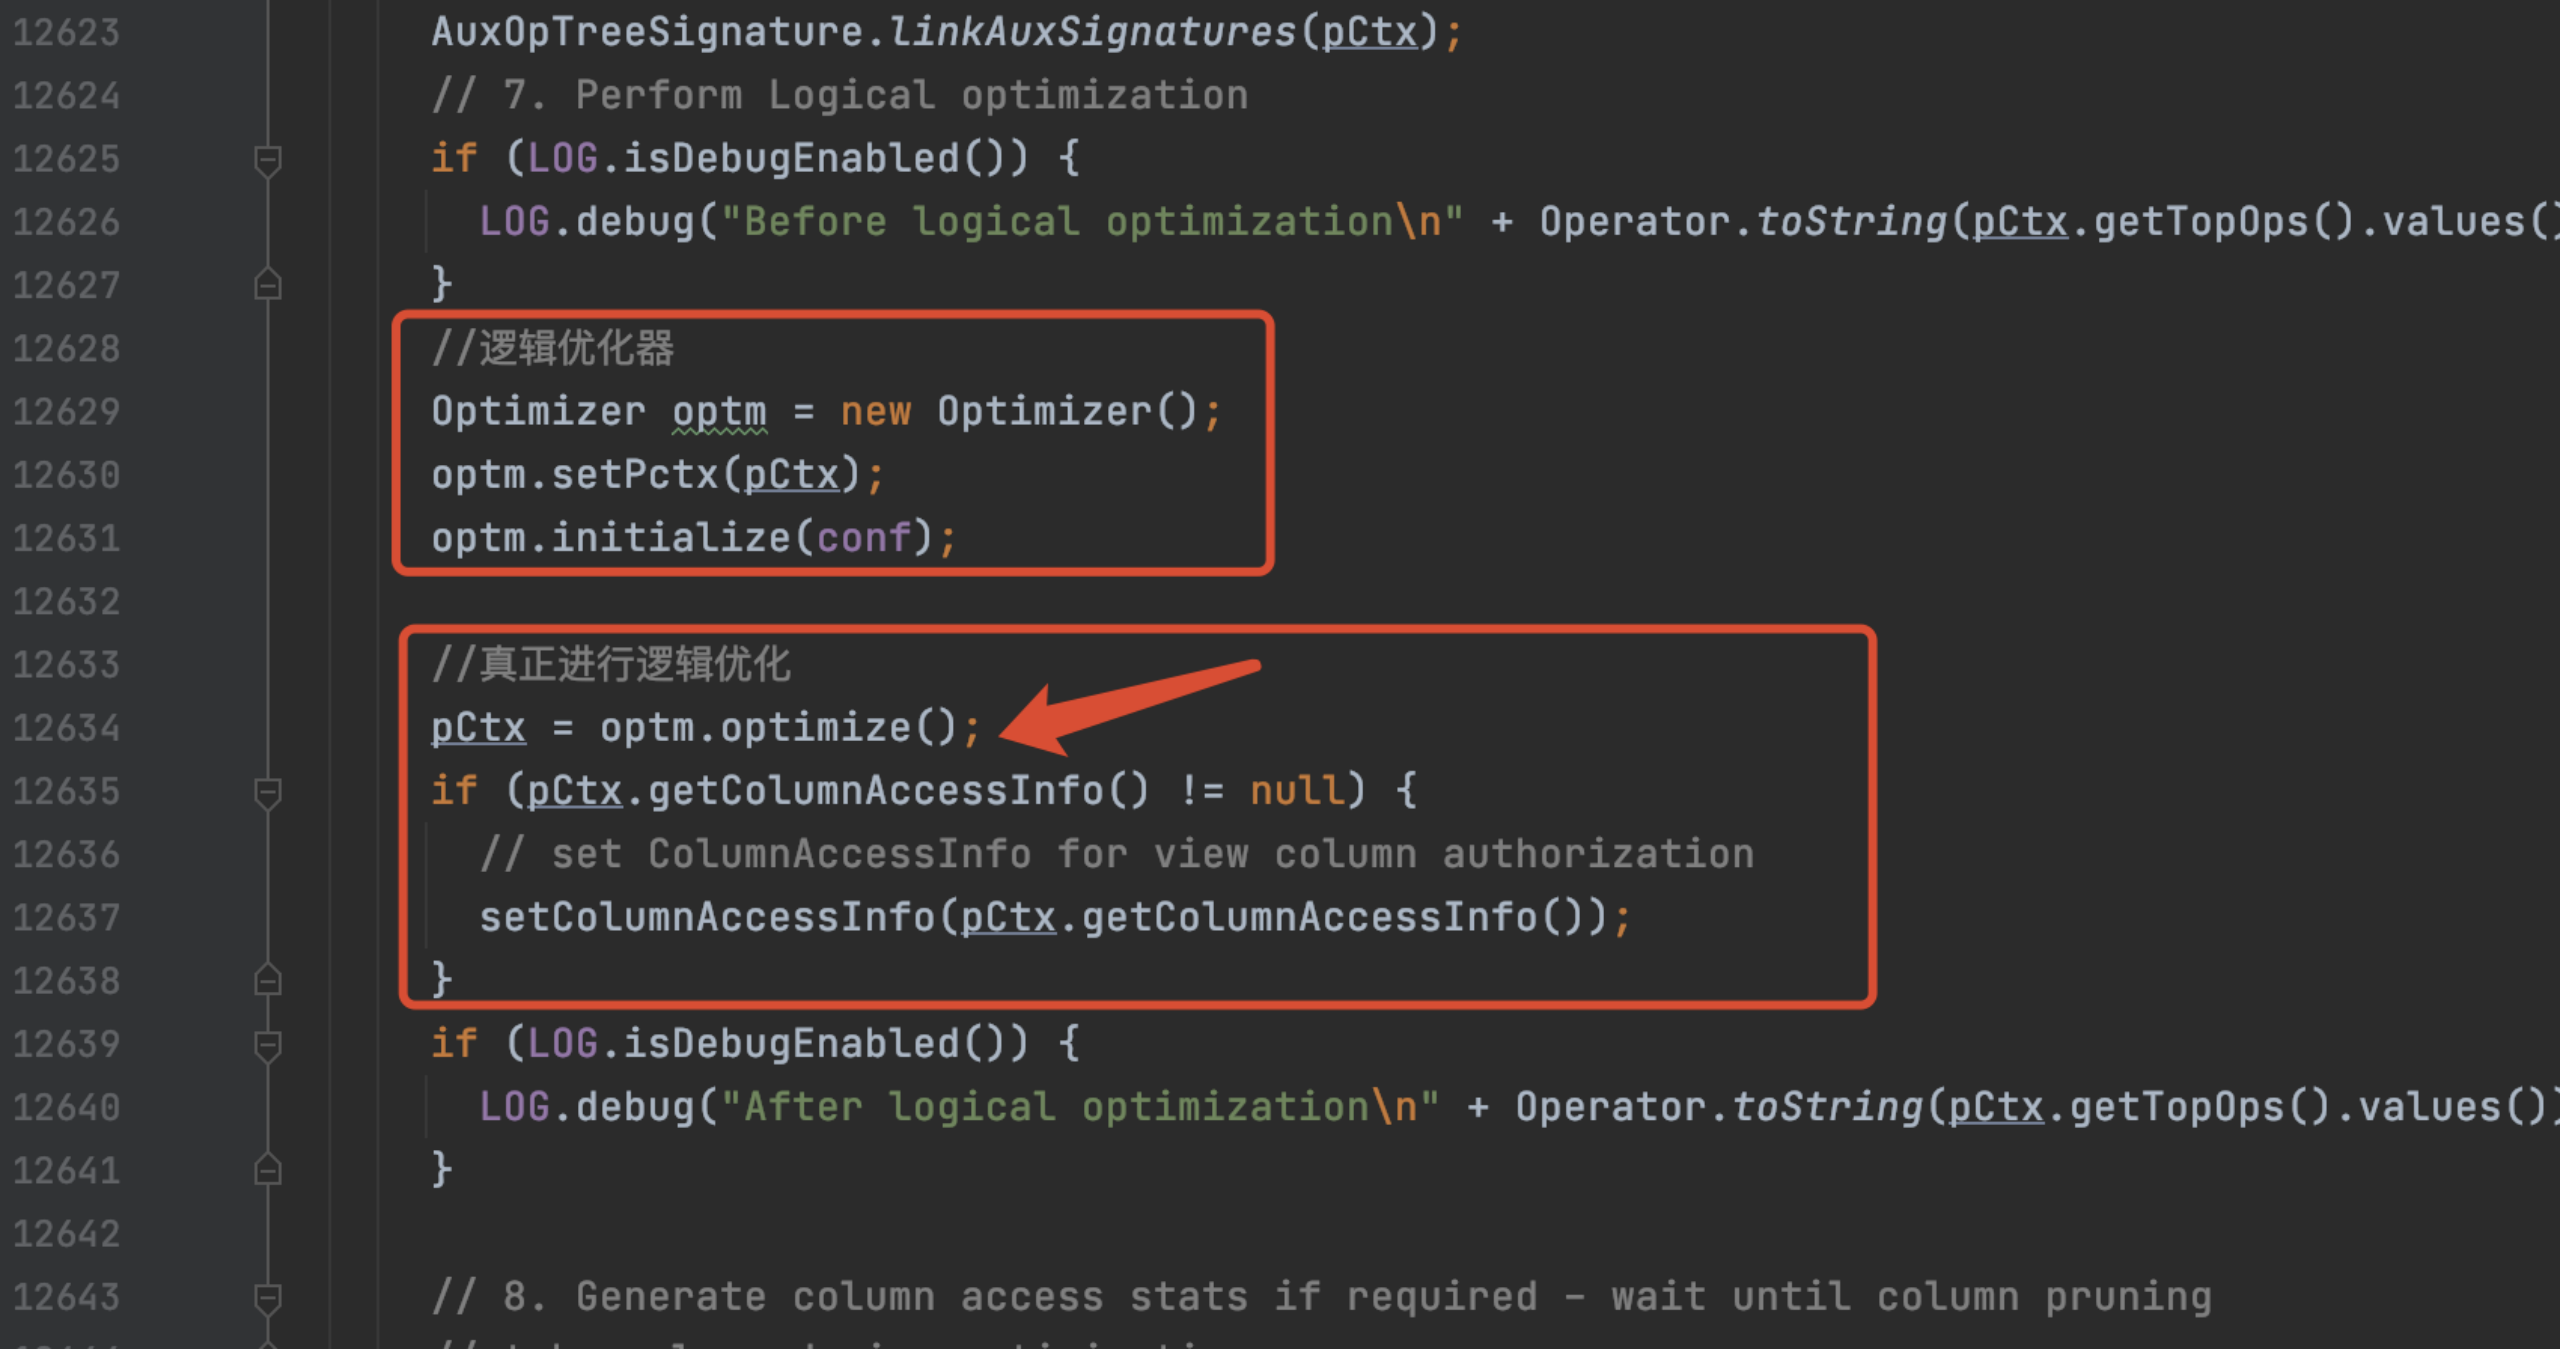 12623 AuxOpTreeSignature.linkAuxSignatures(pCtx);
12624 // 7. Perform Logical optimization
12625 if (LOG.isDebugEnabled()) {
12626 LOG.debug("Before logical optimization\n" + Operator.toString(pCtx.getTopOps().values()
12627 }
12628 //逻辑优化器
12629 Optimizer optm = new Optimizer();
12630 optm.setPctx(pCtx);
12631 optm.initialize(conf);
12632
12633 //真正进行逻辑优化
12634 pCtx = optm.optimize();
12635 if (pCtx.getColumnAccessInfo() != null) {
12636 // set ColumnAccessInfo for view column authorization
12637 setColumnAccessInfo(pCtx.getColumnAccessInfo());
12638 }
12639 if (LOG.isDebugEnabled()) {
12640 LOG.debug("After logical optimization\n" + Operator.toString(pCtx.getTopOps().values())
12641 }
12642
12643 // 8. Generate column access stats if required - wait until column pruning